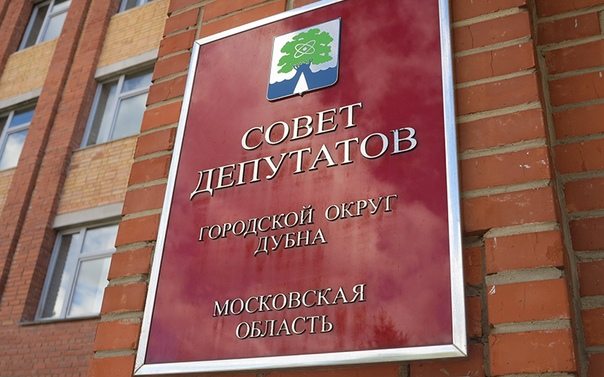 СОВЕТ
ДЕПУТАТОВ
ГОРОДСКОЙ ОКРУГ
ДУБНА
МОСКОВСКАЯ
ОБЛАСТЬ